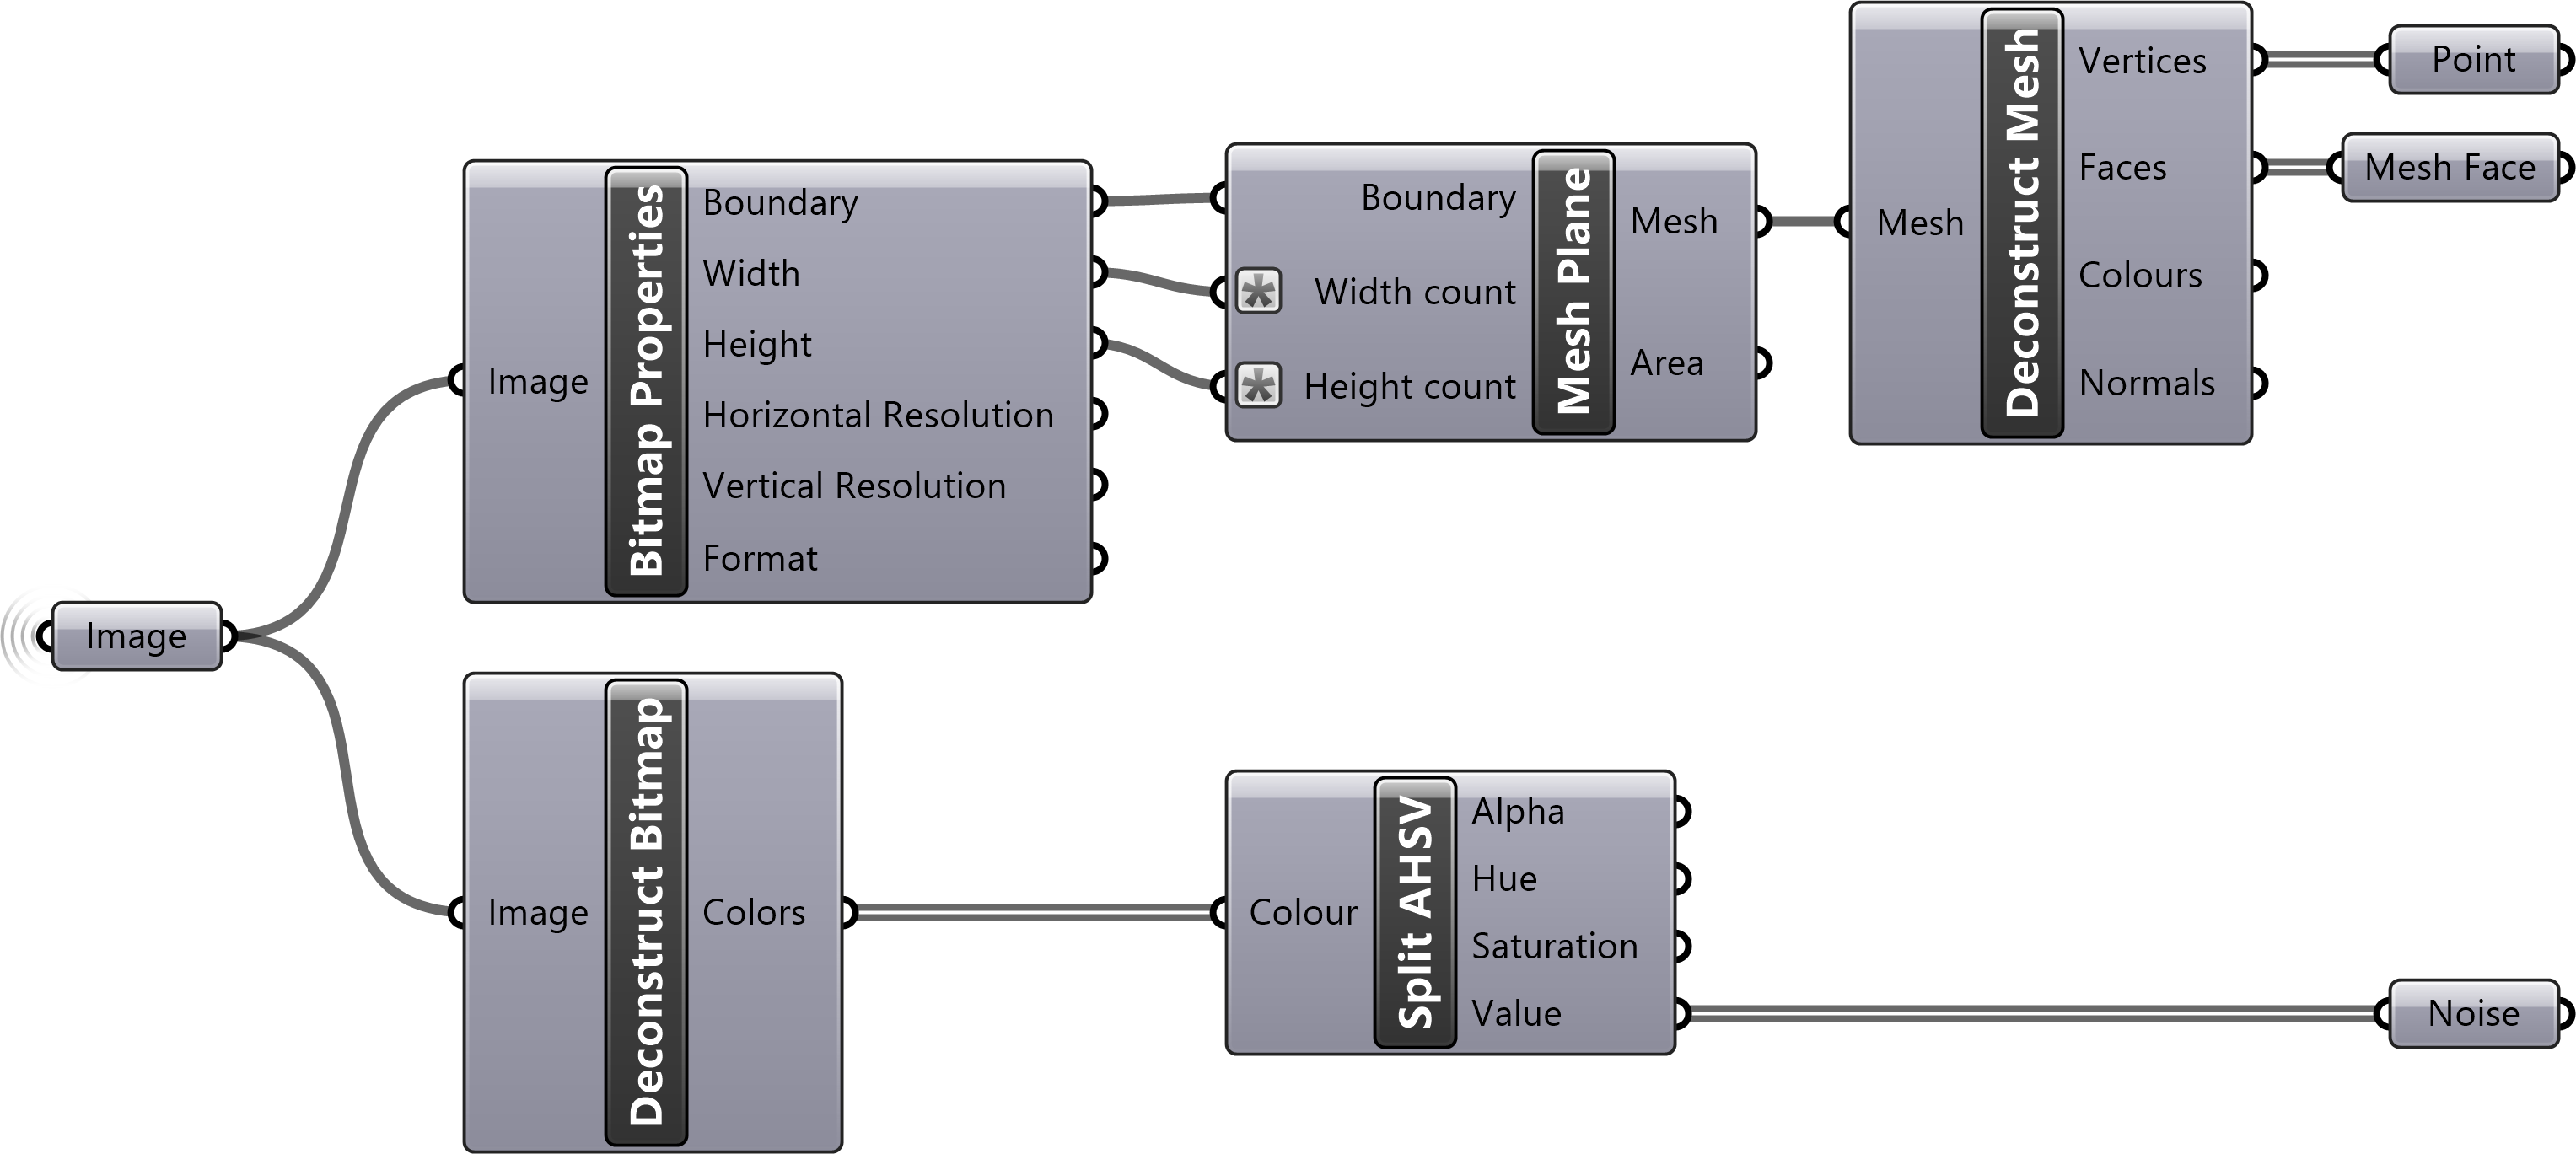 Image
Image
Bitmap Properties
Boundary
Width
Height
Horizontal Resolution
Vertical Resolution
Format
Boundary
Width count
Height count
Mesh Plane
Mesh
Area
Mesh
Deconstruct Mesh
Vertices
Faces
Colours
Normals
Point
Mesh Face
Image
Deconstruct Bitmap
Colors
Colour
Split AHSV
Alpha
Hue
Saturation
Value
Noise